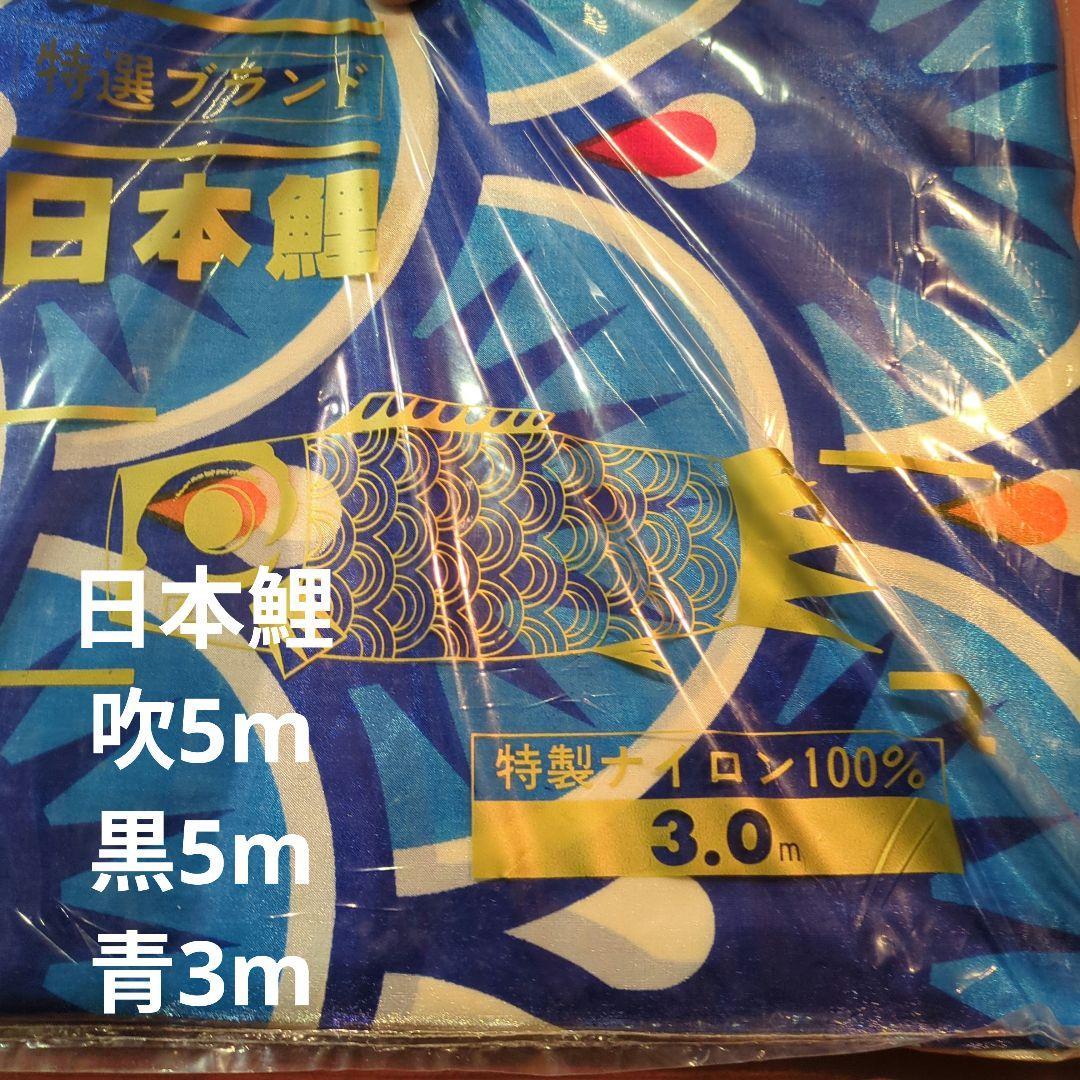 特選ブランド
日本鯉
日本鯉
吹5m
黒5m
青3m
特製ナイロン100%
3.0m